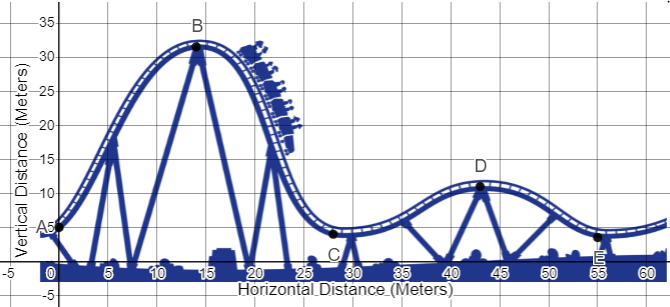 B
35
30
25
20
15
10
5
-5
Vertical Distance (Meters)
A
D
C
E
-5 0 5 10 15 20 25 30 35 40 45 50 55 60
Horizontal Distance (Meters)